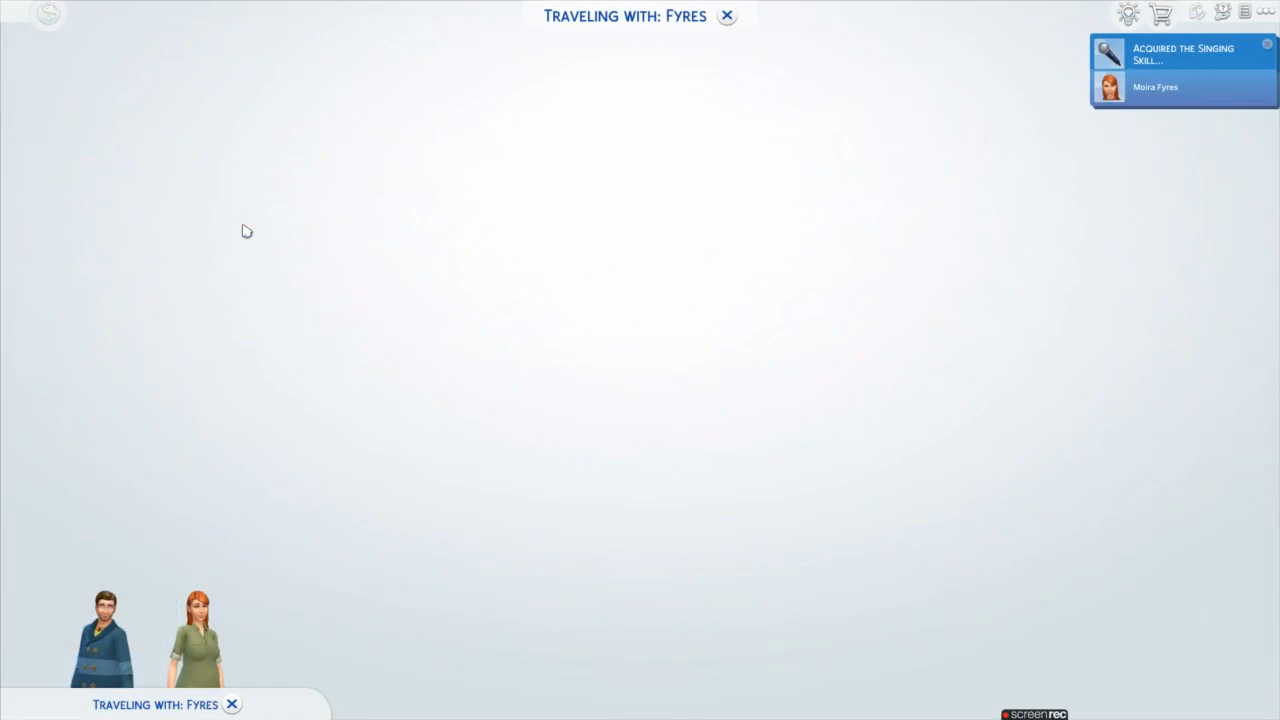 TRAVELING WITH: FYRES
ACQUIRED THE SINGING
SKILL...
Moira Fyres
TRAVELING WITH: FYRES
screenrec